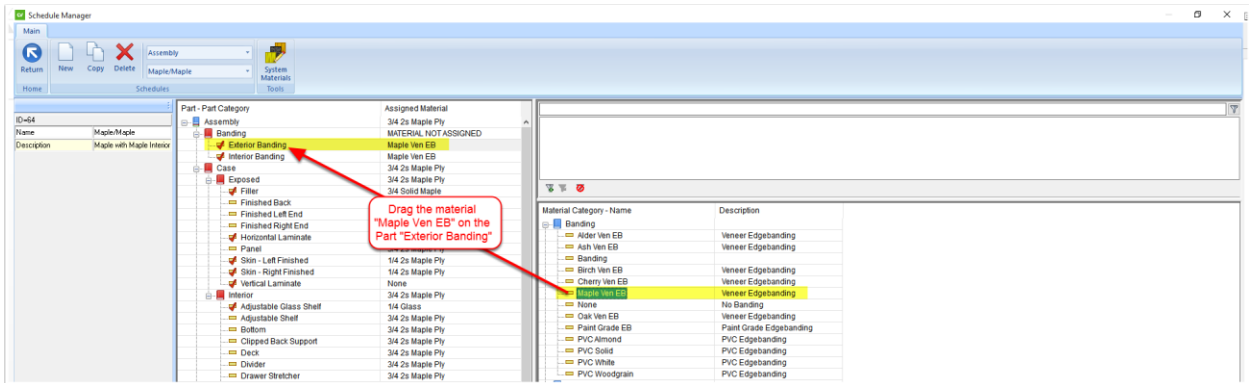 Schedule Manager
Main
Return
New
Copy
Delete
Assembly
Maple/Maple
System
Materials
Home
Schedules
Tools
ID=64
Name Maple/Maple
Description Maple with Maple Interior
Part - Part Category Assigned Material
Assembly 3/4 2s Maple Ply
Banding MATERIAL NOT ASSIGNED
Exterior Banding Maple Ven EB
Interior Banding Maple Ven EB
Case 3/4 2s Maple Ply
Exposed 3/4 2s Maple Ply
Filler 3/4 Solid Maple
Finished Back
Finished Left End
Finished Right End
Horizontal Laminate
Panel 3/4 2s Maple Ply
Skin - Left Finished 1/4 2s Maple Ply
Skin - Right Finished 1/4 2s Maple Ply
Vertical Laminate None
Interior 3/4 2s Maple Ply
Adjustable Glass Shelf 1/4 Glass
Adjustable Shelf 3/4 2s Maple Ply
Bottom 3/4 2s Maple Ply
Clipped Back Support 3/4 2s Maple Ply
Deck 3/4 2s Maple Ply
Divider 3/4 2s Maple Ply
Drawer Stretcher 3/4 2s Maple Ply
Drag the material
"Maple Ven EB" on the
Part "Exterior Banding"
Material Category - Name Description
Banding
Alder Ven EB Veneer Edgebanding
Ash Ven EB Veneer Edgebanding
Banding
Birch Ven EB Veneer Edgebanding
Cherry Ven EB Veneer Edgebanding
Maple Ven EB Veneer Edgebanding
None No Banding
Oak Ven EB Veneer Edgebanding
Paint Grade EB Paint Grade Edgebanding
PVC Almond PVC Edgebanding
PVC Solid PVC Edgebanding
PVC White PVC Edgebanding
PVC Woodgrain PVC Edgebanding